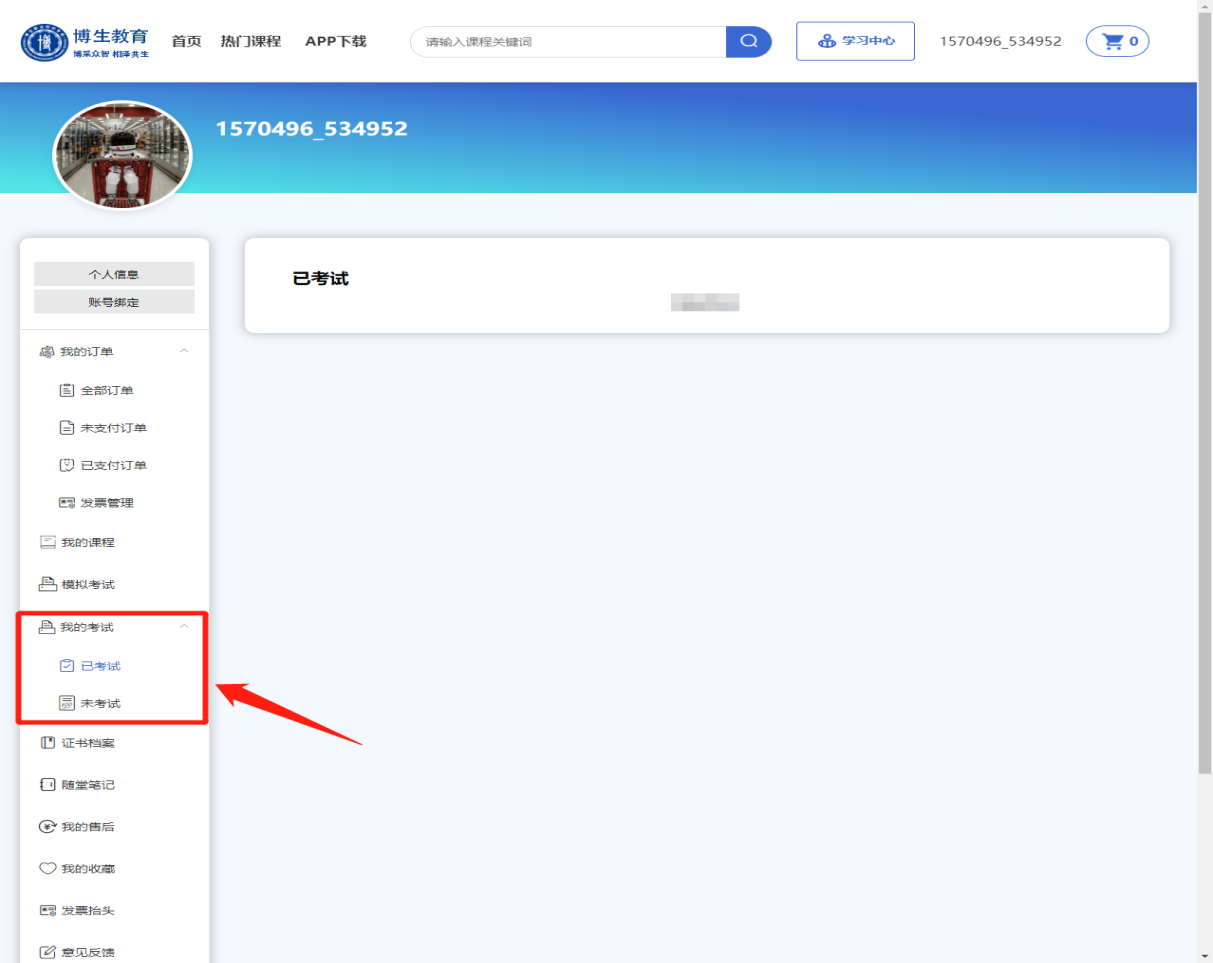 博生教育
博采众智 相畴共生
首页 热门课程 APP下载 请输入课程关键词 学习中心 1570496_534952 0
1570496_534952
个人信息
账号绑定
已考试
我的订单
全部订单
未支付订单
已支付订单
发票管理
我的课程
模拟考试
我的考试
已考试
未考试
证书档案
随堂笔记
我的售后
我的收藏
发票抬头
意见反馈